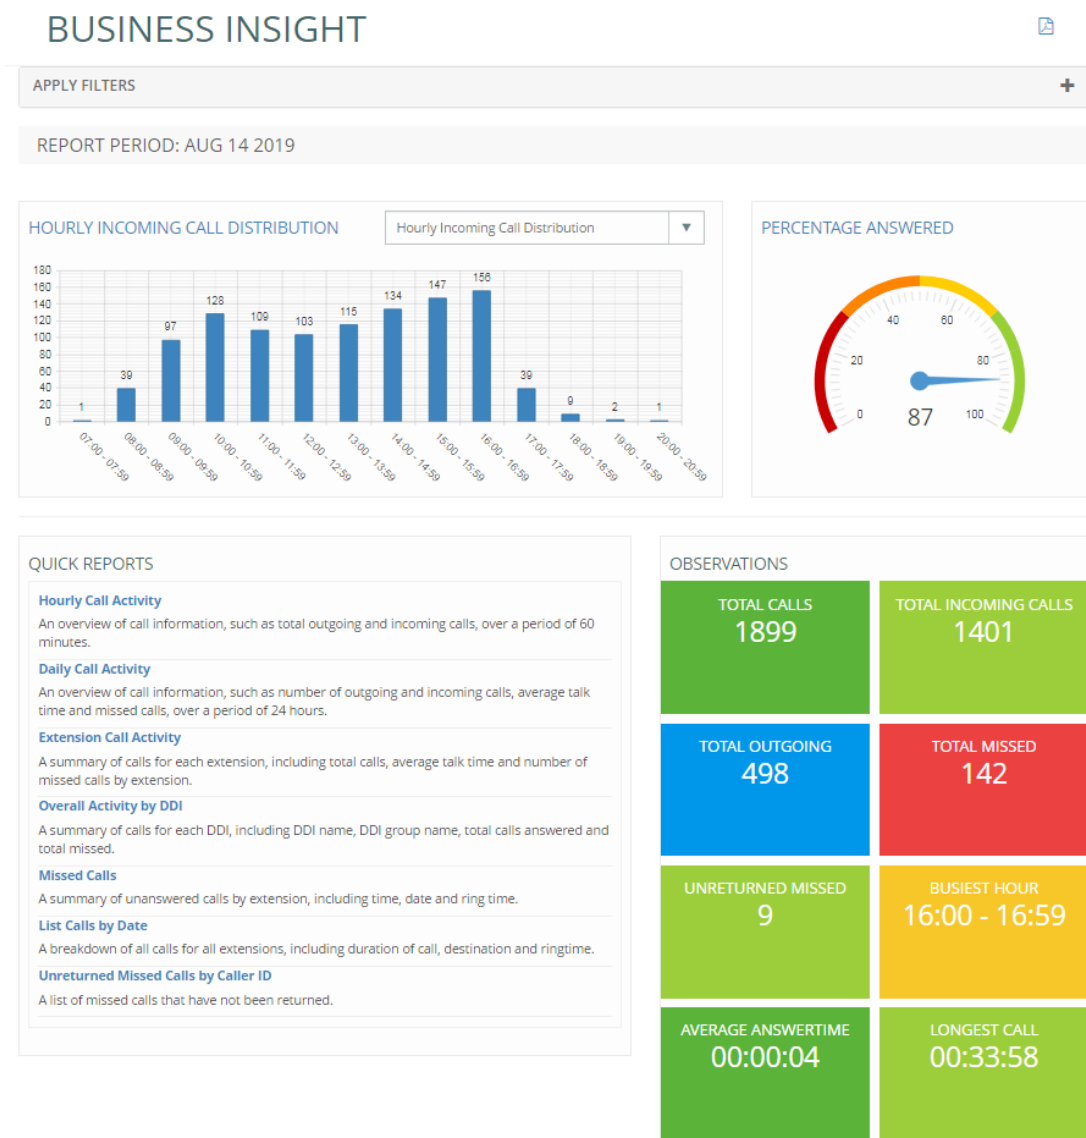 BUSINESS INSIGHT
APPLY FILTERS
REPORT PERIOD: AUG 14 2019
HOURLY INCOMING CALL DISTRIBUTION
Hourly Incoming Call Distribution
180
160
140
120
100
80
60
40
20
0
1
39
97
128
109
103
115
134
147
156
39
9
2
1
07:00 - 07:59
08:00 - 08:59
09:00 - 09:59
10:00 - 10:59
11:00 - 11:59
12:00 - 12:59
13:00 - 13:59
14:00 - 14:59
15:00 - 15:59
16:00 - 16:59
17:00 - 17:59
18:00 - 18:59
19:00 - 19:59
20:00 - 20:59
PERCENTAGE ANSWERED
0
20
40
60
80
100
87
QUICK REPORTS
Hourly Call Activity
An overview of call information, such as total outgoing and incoming calls, over a period of 60
minutes.
Daily Call Activity
An overview of call information, such as number of outgoing and incoming calls, average talk
time and missed calls, over a period of 24 hours.
Extension Call Activity
A summary of calls for each extension, including total calls, average talk time and number of
missed calls by extension.
Overall Activity by DDI
A summary of calls for each DDI, including DDI name, DDI group name, total calls answered and
total missed.
Missed Calls
A summary of unanswered calls by extension, including time, date and ring time.
List Calls by Date
A breakdown of all calls for all extensions, including duration of call, destination and ringtime.
Unreturned Missed Calls by Caller ID
A list of missed calls that have not been returned.
OBSERVATIONS
TOTAL CALLS
1899
TOTAL INCOMING CALLS
1401
TOTAL OUTGOING
498
TOTAL MISSED
142
UNRETURNED MISSED
9
BUSIEST HOUR
16:00 - 16:59
AVERAGE ANSWERTIME
00:00:04
LONGEST CALL
00:33:58